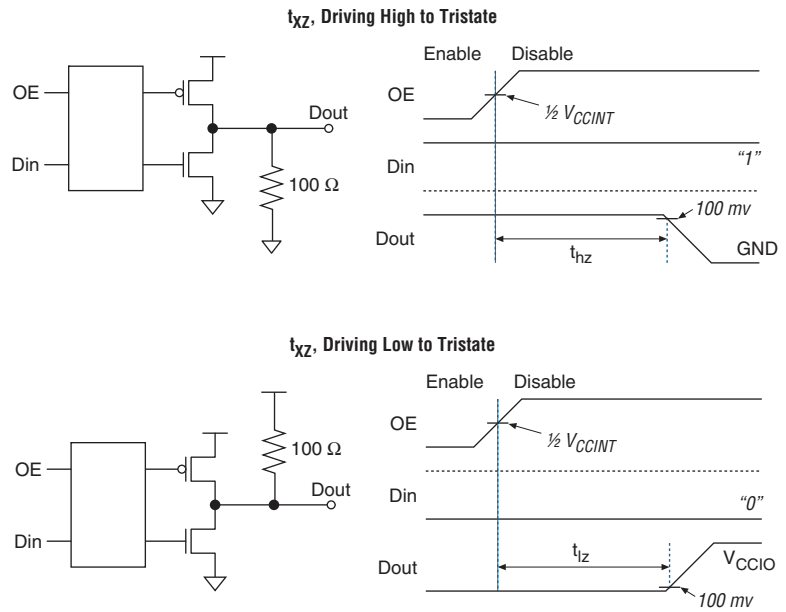 tXZ, Driving High to Tristate
Enable Disable
OE
Din
Dout
100 Ω
OE
½ VCCINT
Din
"1"
Dout
100 mv
thz
GND
tXZ, Driving Low to Tristate
Enable Disable
OE
Din
100 Ω
Dout
OE
½ VCCINT
Din
"0"
Dout
tlz
VCCIO
100 mv